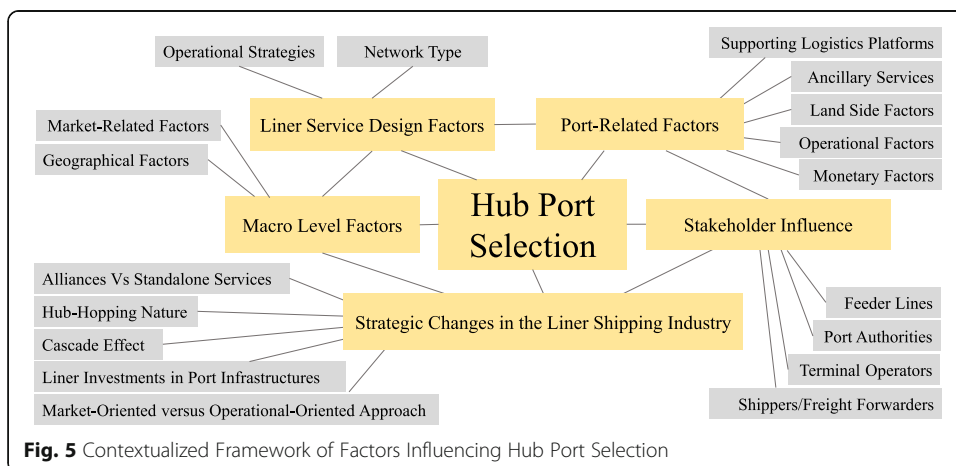 Operational Strategies
Network Type
Supporting Logistics Platforms
Ancillary Services
Land Side Factors
Operational Factors
Monetary Factors
Liner Service Design Factors
Port-Related Factors
Market-Related Factors
Geographical Factors
Hub Port
Selection
Macro Level Factors
Stakeholder Influence
Alliances Vs Standalone Services
Hub-Hopping Nature
Cascade Effect
Liner Investments in Port Infrastructures
Market-Oriented versus Operational-Oriented Approach
Strategic Changes in the Liner Shipping Industry
Feeder Lines
Port Authorities
Terminal Operators
Shippers/Freight Forwarders
Fig. 5 Contextualized Framework of Factors Influencing Hub Port Selection